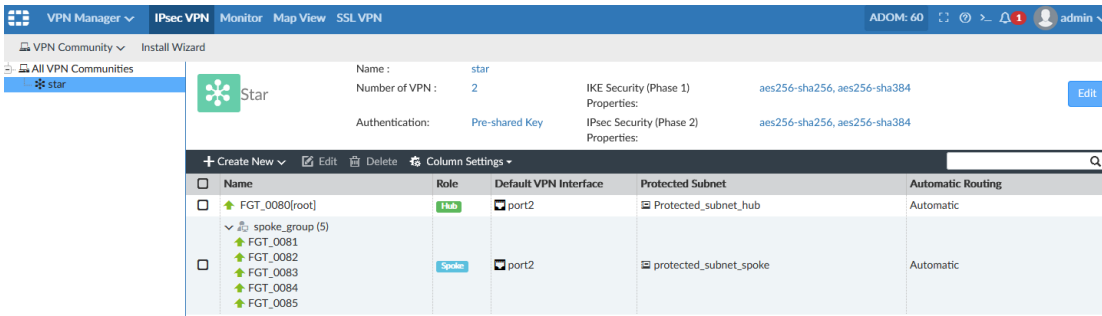 VPN Manager IPsec VPN Monitor Map View SSL VPN ADOM: 60 1 admin
VPN Community Install Wizard
All VPN Communities
star
Star
Name : star
Number of VPN : 2 IKE Security (Phase 1) Properties: aes256-sha256, aes256-sha384
Edit
Authentication: Pre-shared Key IPsec Security (Phase 2) Properties: aes256-sha256, aes256-sha384
Create New Edit Delete Column Settings
Name Role Default VPN Interface Protected Subnet Automatic Routing
FGT_0080[root] Hub port2 Protected_subnet_hub Automatic
spoke_group (5)
FGT_0081
FGT_0082
FGT_0083 Spoke port2 protected_subnet_spoke Automatic
FGT_0084
FGT_0085